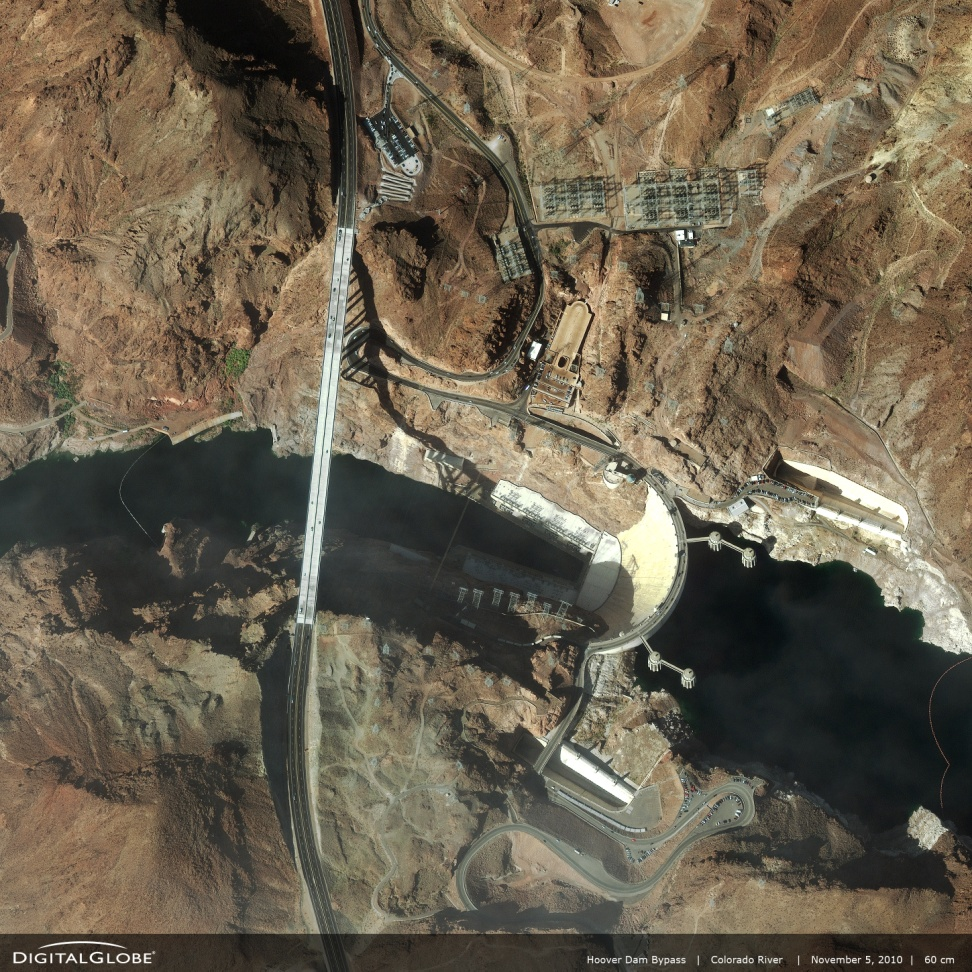 DIGITALGLOBE
Hoover Dam Bypass | Colorado River | November 5, 2010 | 60 cm